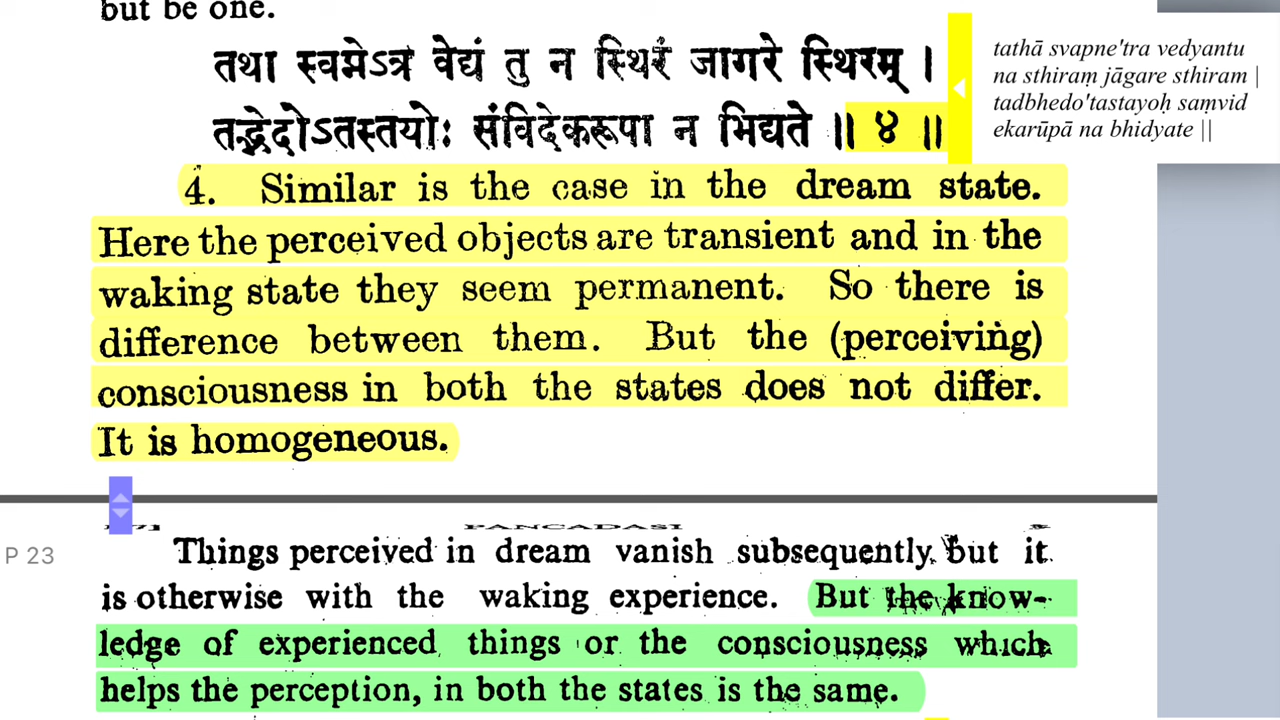 but be one.
तथा स्वप्नेऽत्र वेद्यं तु न स्थिरं जागरे स्थिरम् ।
तद्भेदोऽतस्तयोः संविदेकरूपा न भिद्यते ॥ ४ ॥
tathā svapne'tra vedyantu
na sthiraṃ jāgare sthiram |
tadbhedo'tastayoḥ saṃvid
ekarūpā na bhidyate ||
4. Similar is the case in the dream state.
Here the perceived objects are transient and in the
waking state they seem permanent. So there is
difference between them. But the (perceiving)
consciousness in both the states does not differ.
It is homogeneous.
PANCADASI
P 23
Things perceived in dream vanish subsequently. but it
is otherwise with the waking experience. But the know-
ledge of experienced things or the consciousness which
helps the perception, in both the states is the same.